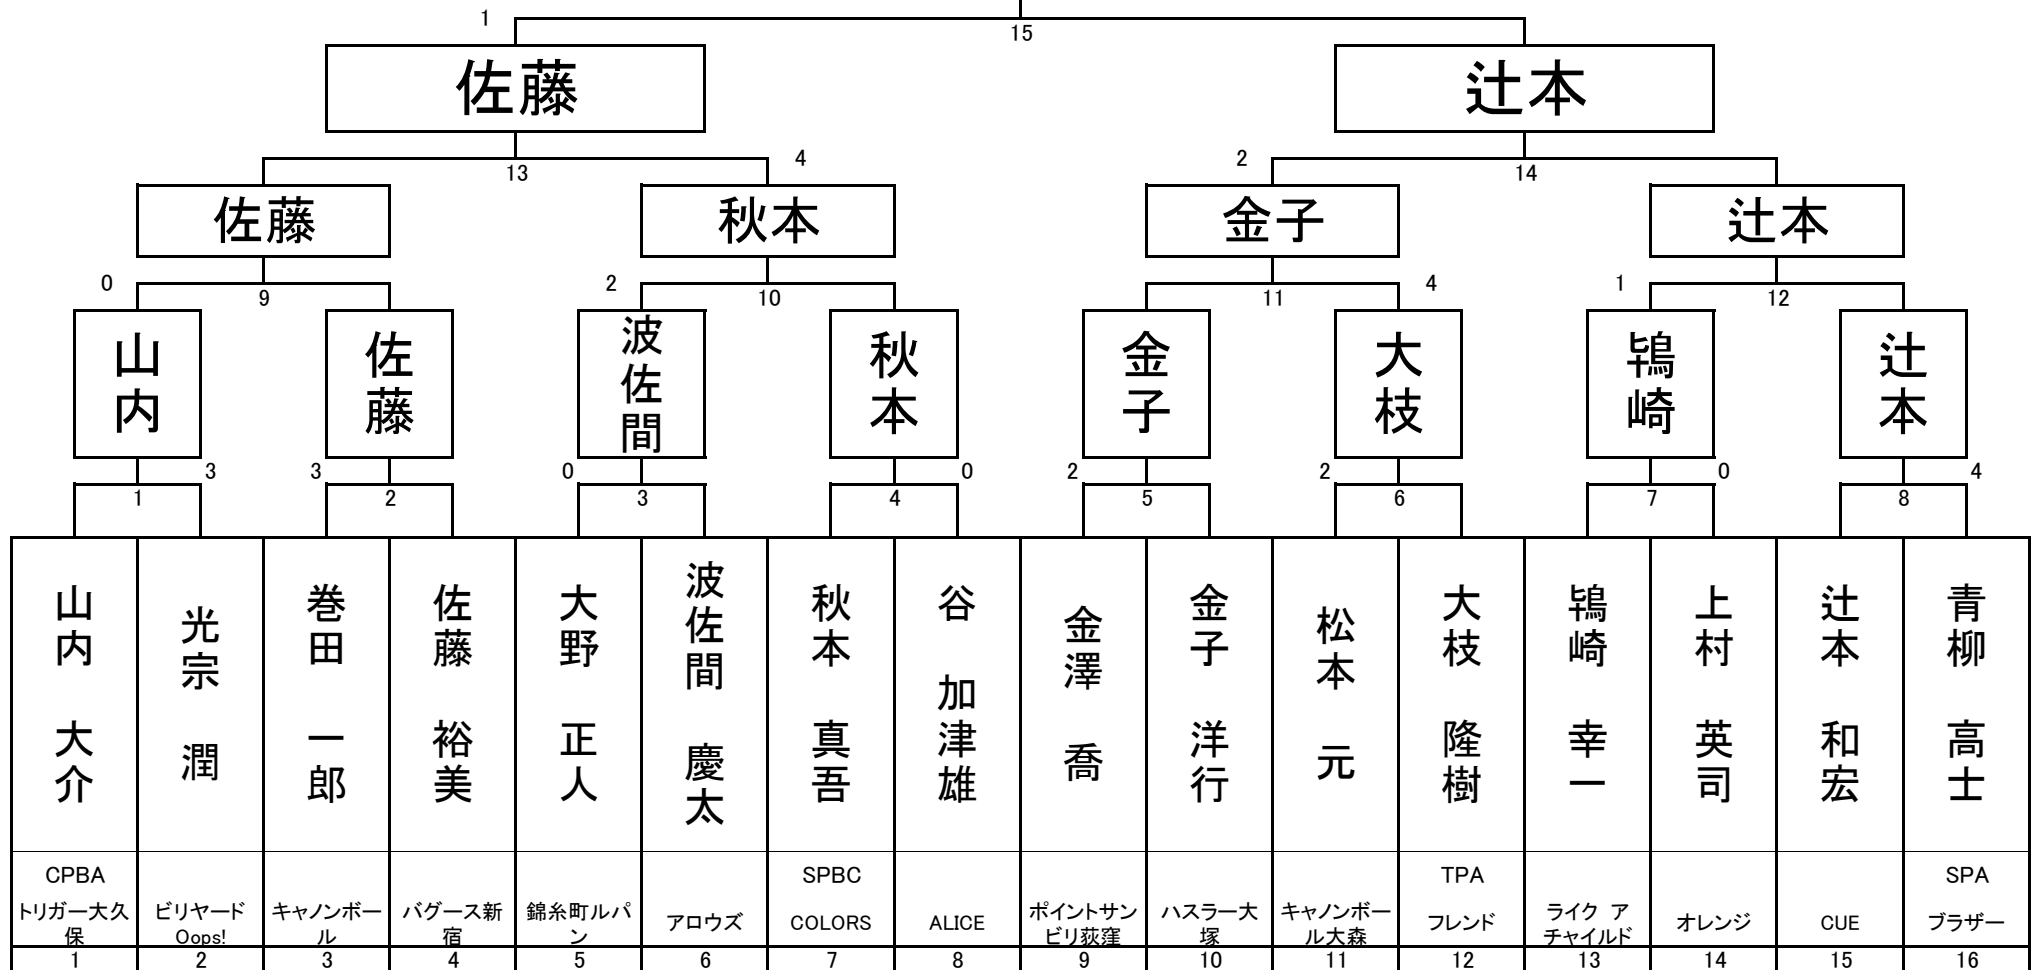 1
15
佐藤
辻本
4
2
13
14
佐藤
秋本
金子
辻本
0
2
4
1
9
10
11
12
山内
佐藤
波佐間
秋本
金子
大枝
鴇崎
辻本
3
3
0
0
2
2
0
4
1
2
3
4
5
6
7
8
山内 大介
光宗 潤
巻田 一郎
佐藤 裕美
大野 正人
波佐間 慶太
秋本 真吾
谷 加津雄
金澤 喬
金子 洋行
松本 元
大枝 隆樹
鴇崎 幸一
上村 英司
辻本 和宏
青柳 高士
CPBA
SPBC
TPA
SPA
トリガー大久
保
ビリヤード
Oops!
キャノンボー
ル
バグース新
宿
錦糸町ルパ
ン
アロウズ
COLORS
ALICE
ポイントサン
ビリ荻窪
ハスラー大
塚
キャノンボー
ル大森
フレンド
ライク ア
チャイルド
オレンジ
CUE
ブラザー
1
2
3
4
5
6
7
8
9
10
11
12
13
14
15
16